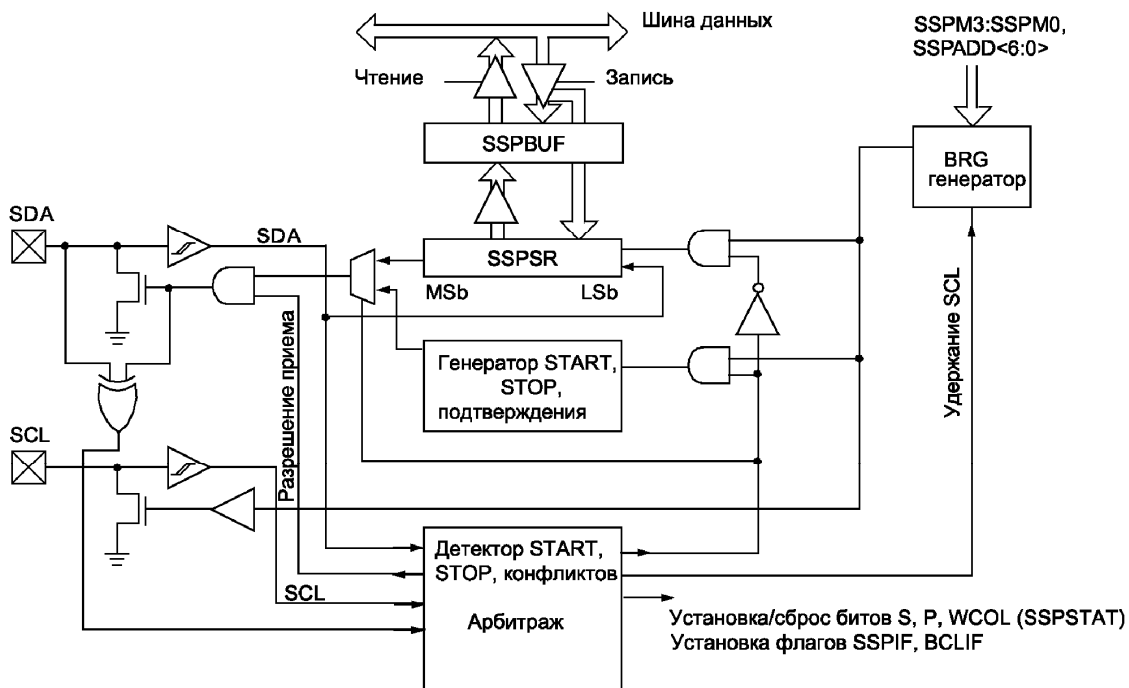 Шина данных
SSPM3:SSPM0,
SSPADD<6:0>
Чтение
Запись
SSPBUF
BRG
генератор
SDA
SDA
SSPSR
MSb
LSb
Удержание SCL
Генератор START,
STOP,
подтверждения
Разрешение приема
SCL
Детектор START,
STOP, конфликтов
SCL
Арбитраж
Установка/сброс битов S, P, WCOL (SSPSTAT)
Установка флагов SSPIF, BCLIF